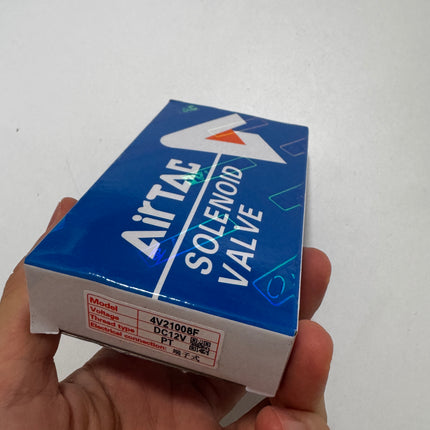 AirTAC
SOLENOID
VALVE
Model 4V21008F
Voltage DC12V
Thread type PT
Electrical connection: 端子式